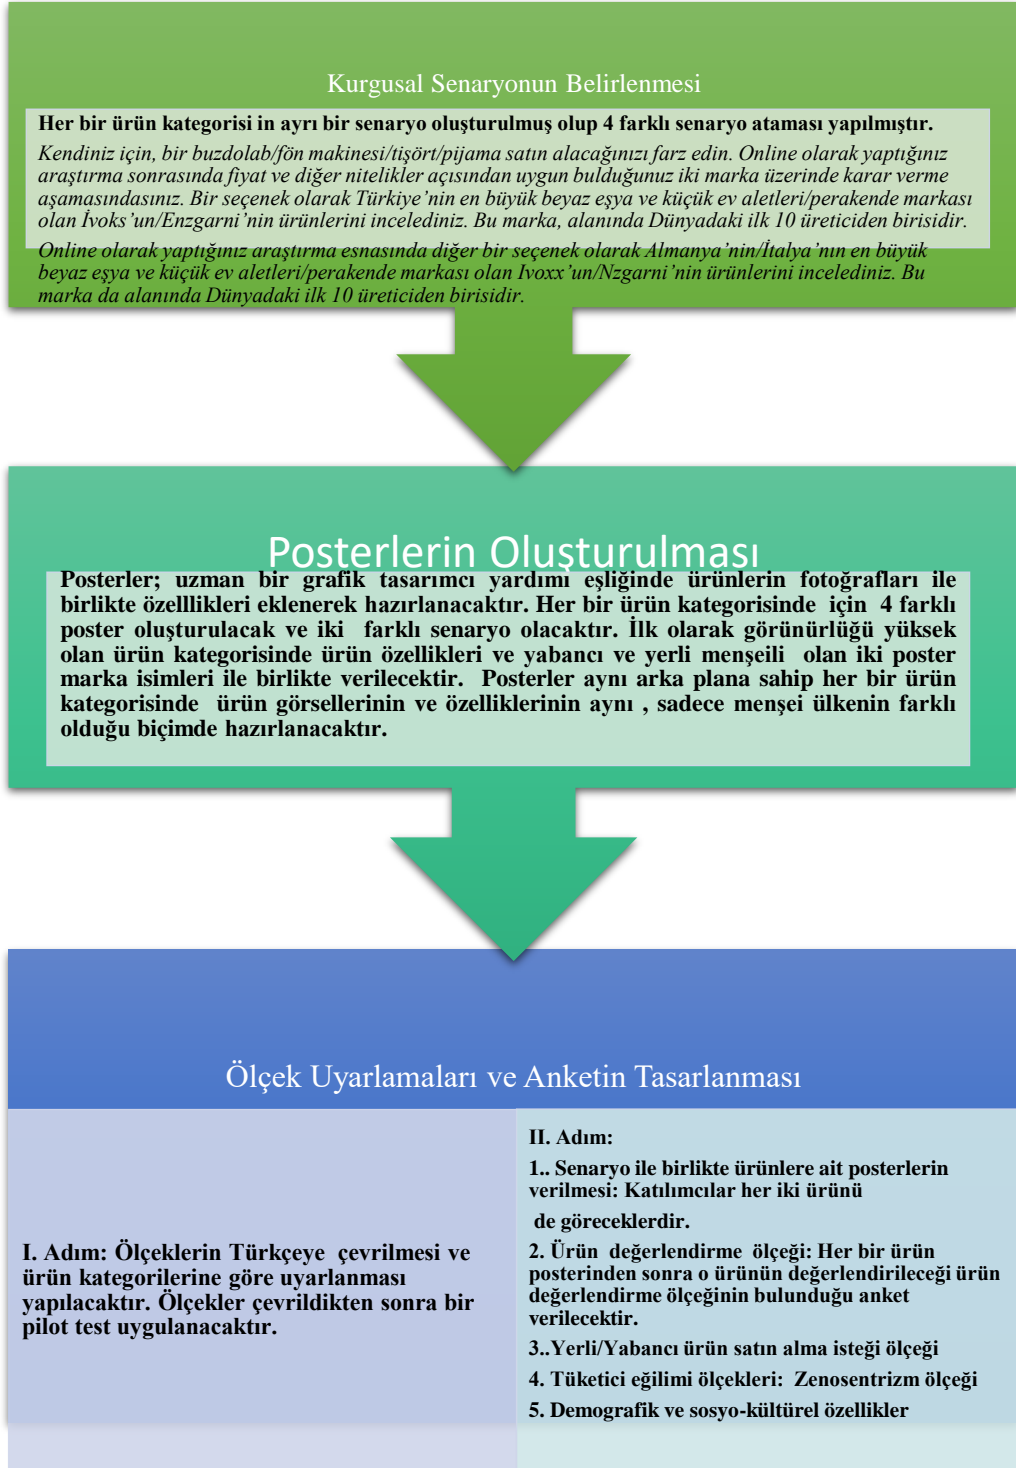 Kurgusal Senaryonun Belirlenmesi
Her bir ürün kategorisi in ayrı bir senaryo oluşturulmuş olup 4 farklı senaryo ataması yapılmıştır.
Kendiniz için, bir buzdolab/fön makinesi/tişört/pijama satın alacağınızı farz edin. Online olarak yaptığınız
araştırma sonrasında fiyat ve diğer nitelikler açısından uygun bulduğunuz iki marka üzerinde karar verme
aşamasındasınız. Bir seçenek olarak Türkiye’nin en büyük beyaz eşya ve küçük ev aletleri/perakende markası
olan İvoks’un/Enzgarni’nin ürünlerini incelediniz. Bu marka, alanında Dünyadaki ilk 10 üreticiden birisidir.
Online olarak yaptığınız araştırma esnasında diğer bir seçenek olarak Almanya’nin/İtalya’nın en büyük
beyaz eşya ve küçük ev aletleri/perakende markası olan Ivoxx’un/Nzgarni’nin ürünlerini incelediniz. Bu
marka da alanında Dünyadaki ilk 10 üreticiden birisidir.
Posterlerin Oluşturulması
Posterler; uzman bir grafik tasarımcı yardımı eşliğinde ürünlerin fotoğrafları ile
birlikte özelllikleri eklenerek hazırlanacaktır. Her bir ürün kategorisinde için 4 farklı
poster oluşturulacak ve iki farklı senaryo olacaktır. İlk olarak görünürlüğü yüksek
olan ürün kategorisinde ürün özellikleri ve yabancı ve yerli menşeili olan iki poster
marka isimleri ile birlikte verilecektir. Posterler aynı arka plana sahip her bir ürün
kategorisinde ürün görsellerinin ve özelliklerinin aynı , sadece menşei ülkenin farklı
olduğu biçimde hazırlanacaktır.
Ölçek Uyarlamaları ve Anketin Tasarlanması
I. Adım: Ölçeklerin Türkçeye çevrilmesi ve
ürün kategorilerine göre uyarlanması
yapılacaktır. Ölçekler çevrildikten sonra bir
pilot test uygulanacaktır.
II. Adım:
1.. Senaryo ile birlikte ürünlere ait posterlerin
verilmesi: Katılımcılar her iki ürünü
de göreceklerdir.
2. Ürün değerlendirme ölçeği: Her bir ürün
posterinden sonra o ürünün değerlendirileceği ürün
değerlendirme ölçeğinin bulunduğu anket
verilecektir.
3..Yerli/Yabancı ürün satın alma isteği ölçeği
4. Tüketici eğilimi ölçekleri: Zenosentrizm ölçeği
5. Demografik ve sosyo-kültürel özellikler